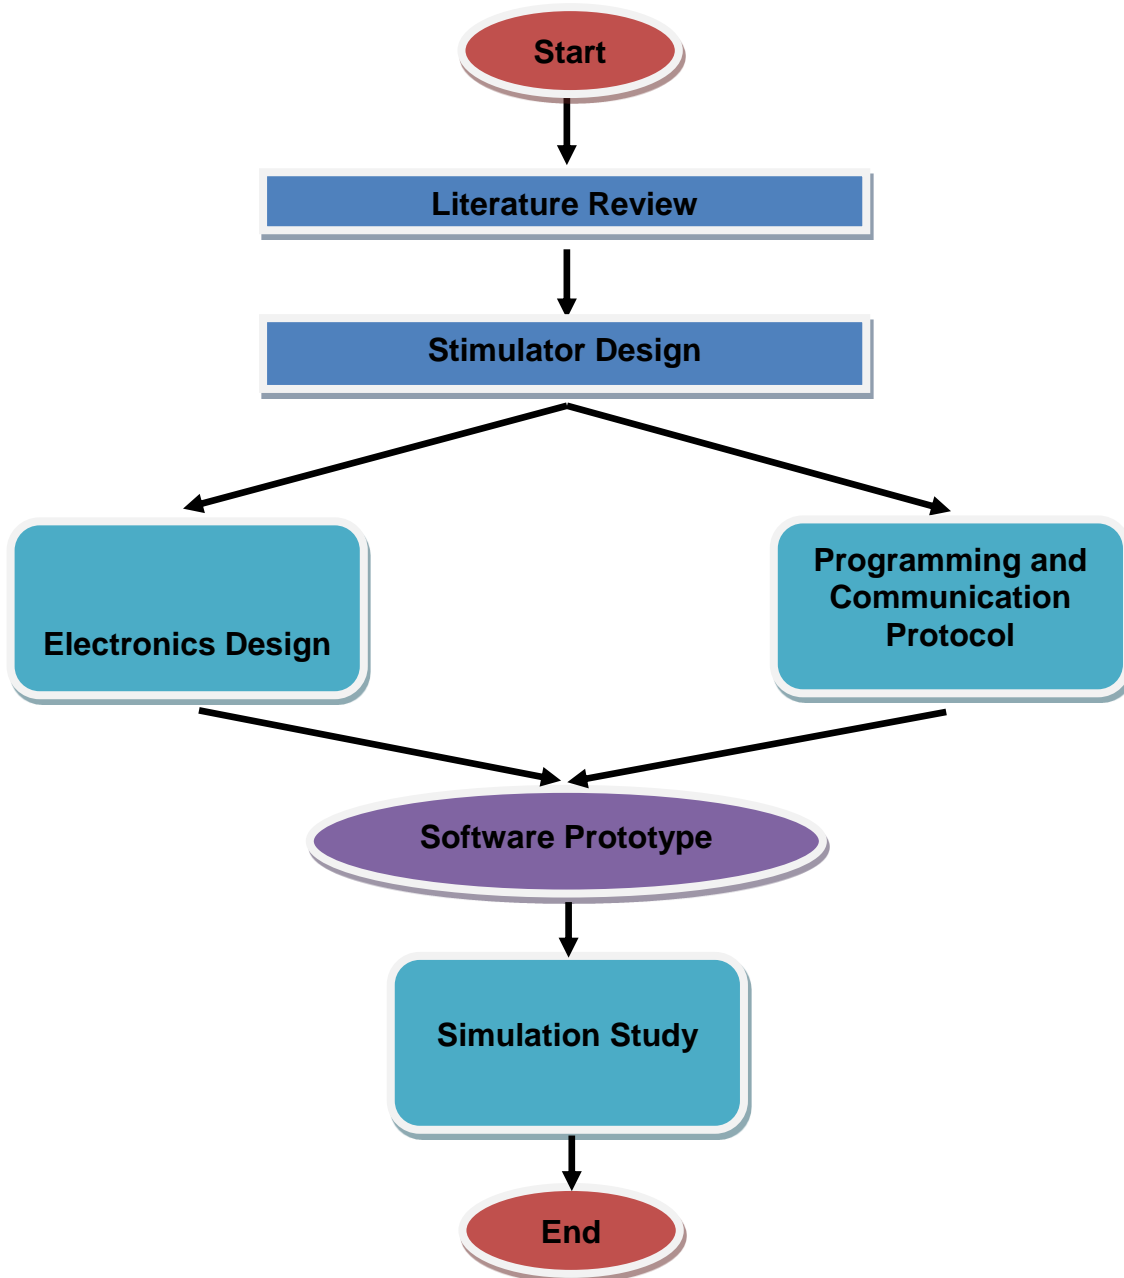 Start
Literature Review
Stimulator Design
Electronics Design
Programming and
Communication
Protocol
Software Prototype
Simulation Study
End